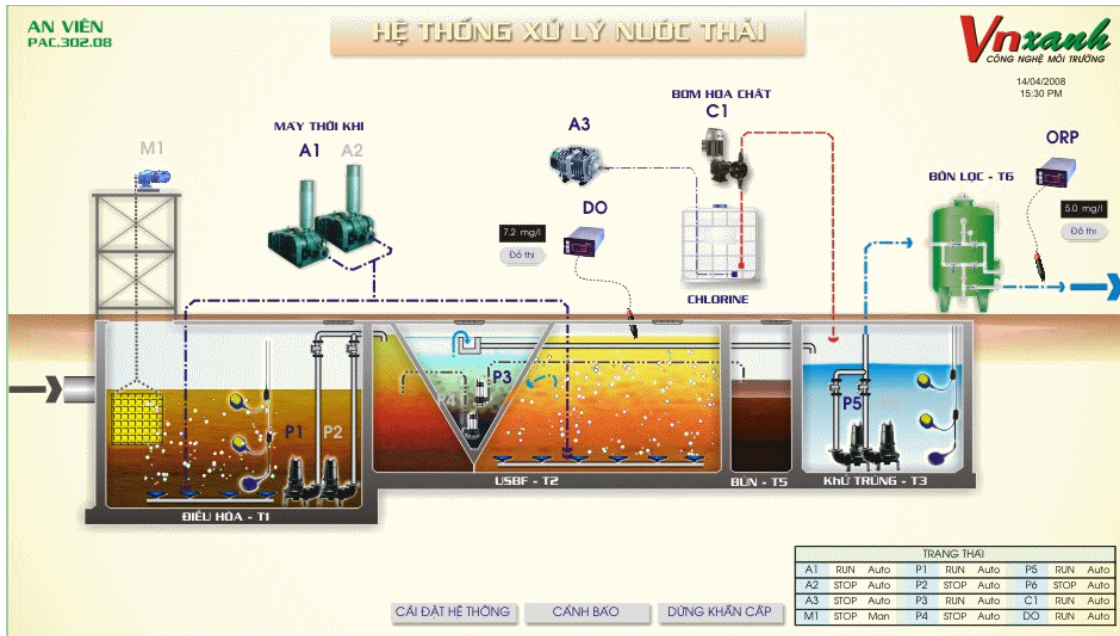 AN VIÊN
PAC.302.08
HỆ THỐNG XỬ LÝ NƯỚC THẢI
Vnxanh
CÔNG NGHỆ MÔI TRƯỜNG
14/04/2008
15:30 PM
MÁY THỔI KHÍ
A1 A2
M1
A3
BƠM HÓA CHẤT
C1
DO
7.2 mg/l
Đồ thị
CHLORINE
ORP
BỒN LỌC - T6
5.0 mg/l
Đồ thị
P1 P2
P3
P4
P5
ĐIỀU HÒA - T1
USBF - T2
BÙN - T5
KHỬ TRÙNG - T3
TRẠNG THÁI
A1 RUN Auto P1 RUN Auto P5 RUN Auto
A2 STOP Auto P2 STOP Auto P6 STOP Auto
A3 STOP Auto P3 RUN Auto C1 RUN Auto
M1 STOP Man P4 STOP Auto DO RUN Auto
CÀI ĐẶT HỆ THỐNG
CẢNH BÁO
DỪNG KHẨN CẤP